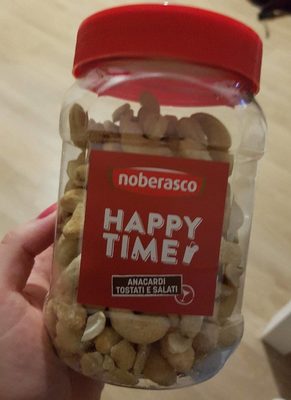 noberasco
HAPPY
TIME
ANACARDI
TOSTATI E SALATI